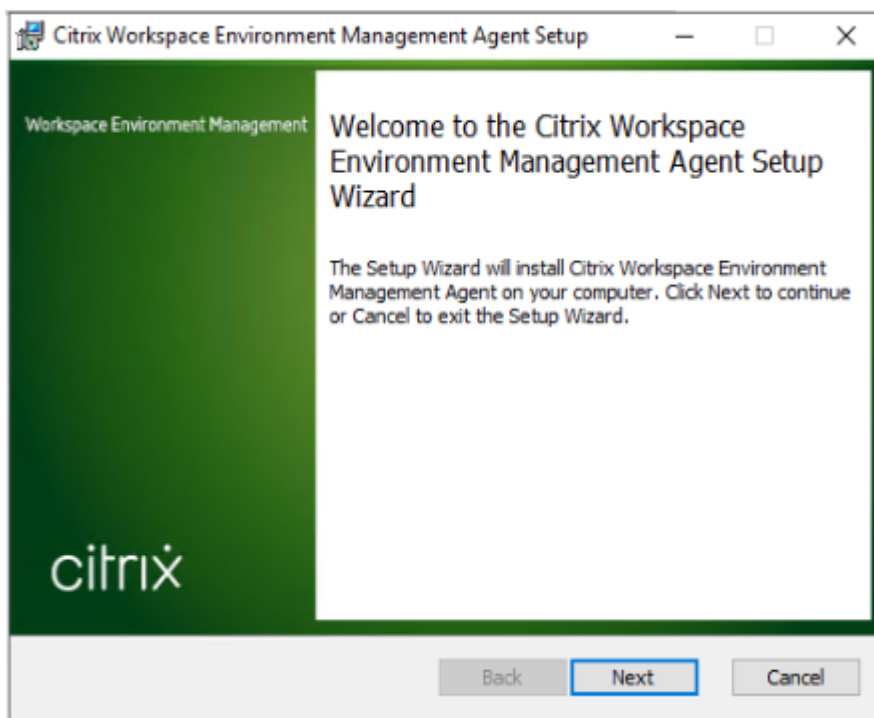 Citrix Workspace Environment Management Agent Setup
Workspace Environment Management
Welcome to the Citrix Workspace
Environment Management Agent Setup
Wizard
The Setup Wizard will install Citrix Workspace Environment
Management Agent on your computer. Click Next to continue
or Cancel to exit the Setup Wizard.
citrix
Back
Next
Cancel